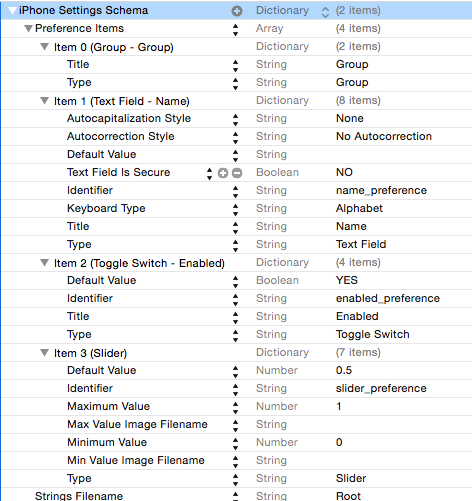 iPhone Settings Schema Dictionary (2 items)
Preference Items Array (4 items)
Item 0 (Group - Group) Dictionary (2 items)
Title String Group
Type String Group
Item 1 (Text Field - Name) Dictionary (8 items)
Autocapitalization Style String None
Autocorrection Style String No Autocorrection
Default Value String
Text Field Is Secure Boolean NO
Identifier String name_preference
Keyboard Type String Alphabet
Title String Name
Type String Text Field
Item 2 (Toggle Switch - Enabled) Dictionary (4 items)
Default Value Boolean YES
Identifier String enabled_preference
Title String Enabled
Type String Toggle Switch
Item 3 (Slider) Dictionary (7 items)
Default Value Number 0.5
Identifier String slider_preference
Maximum Value Number 1
Max Value Image Filename String
Minimum Value Number 0
Min Value Image Filename String
Type String Slider
Strings Filename String Root